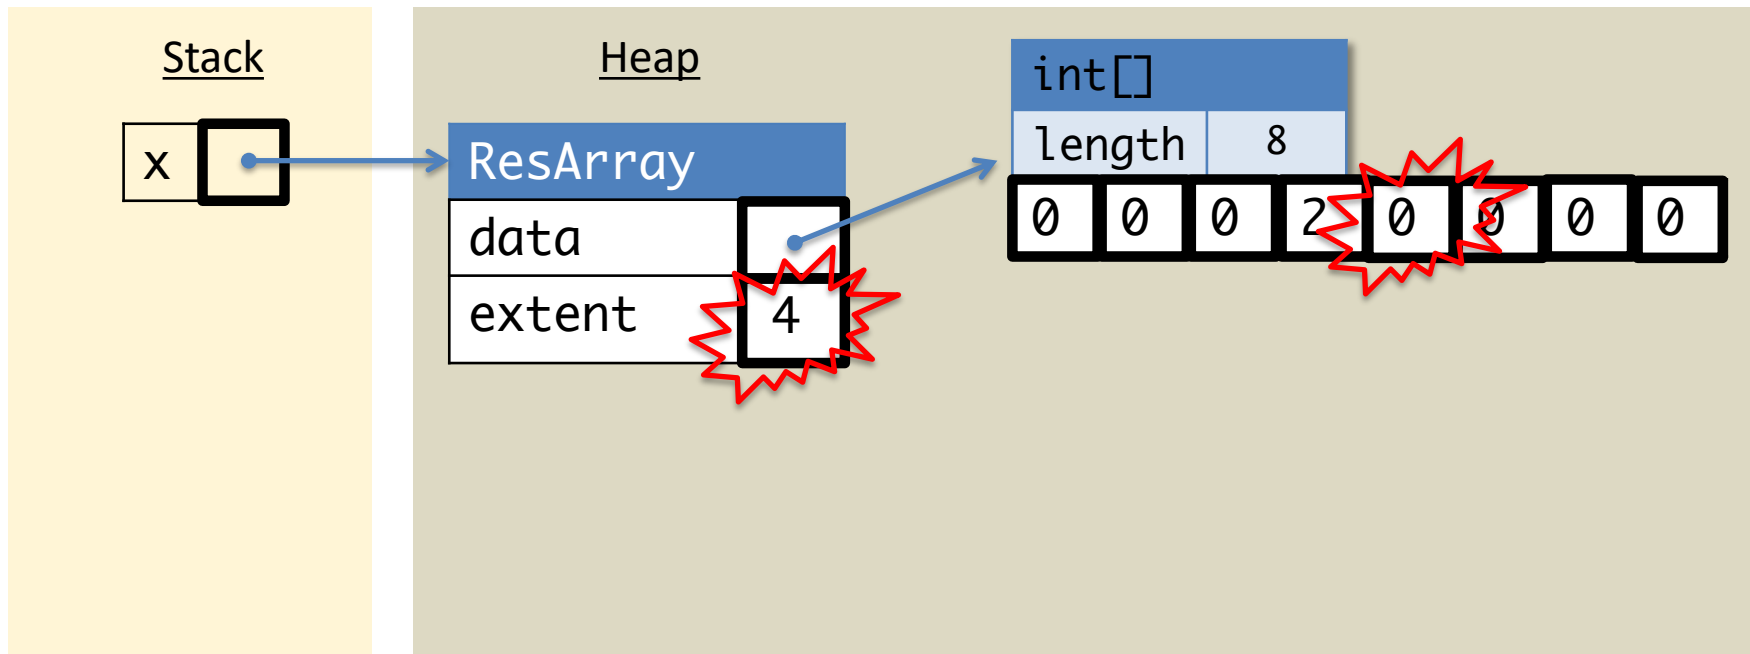 Stack
Heap
x
ResArray
data
extent 4
int[]
length 8
0 0 0 2 0 0 0 0